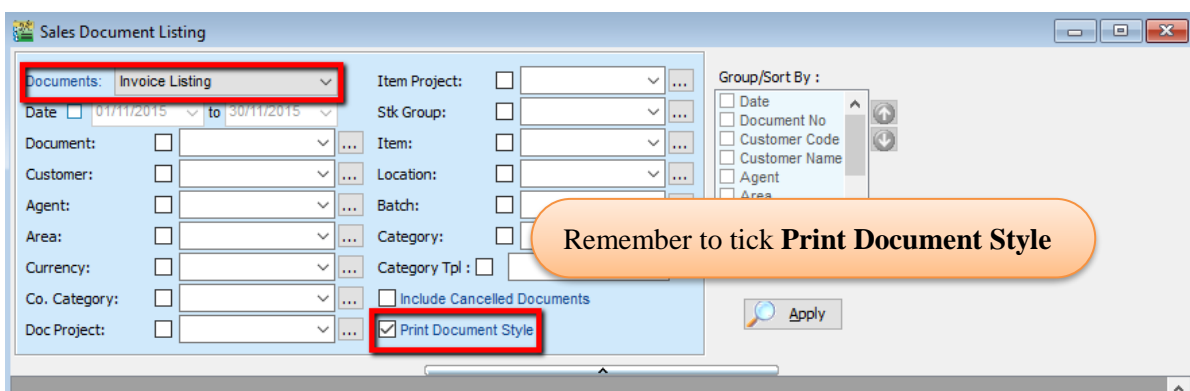 Sales Document Listing
Documents: Invoice Listing
Item Project: ...
Group/Sort By :
Date 01/11/2015 to 30/11/2015
Stk Group: ...
Date
Document No
Document: ...
Item: ...
Customer Code
Customer Name
Customer: ...
Location: ...
Agent
Area
Agent: ...
Batch:
Area: ...
Category:
Remember to tick Print Document Style
Currency: ...
Category Tpl :
Co. Category: ...
Include Cancelled Documents
Apply
Doc Project: ...
Print Document Style